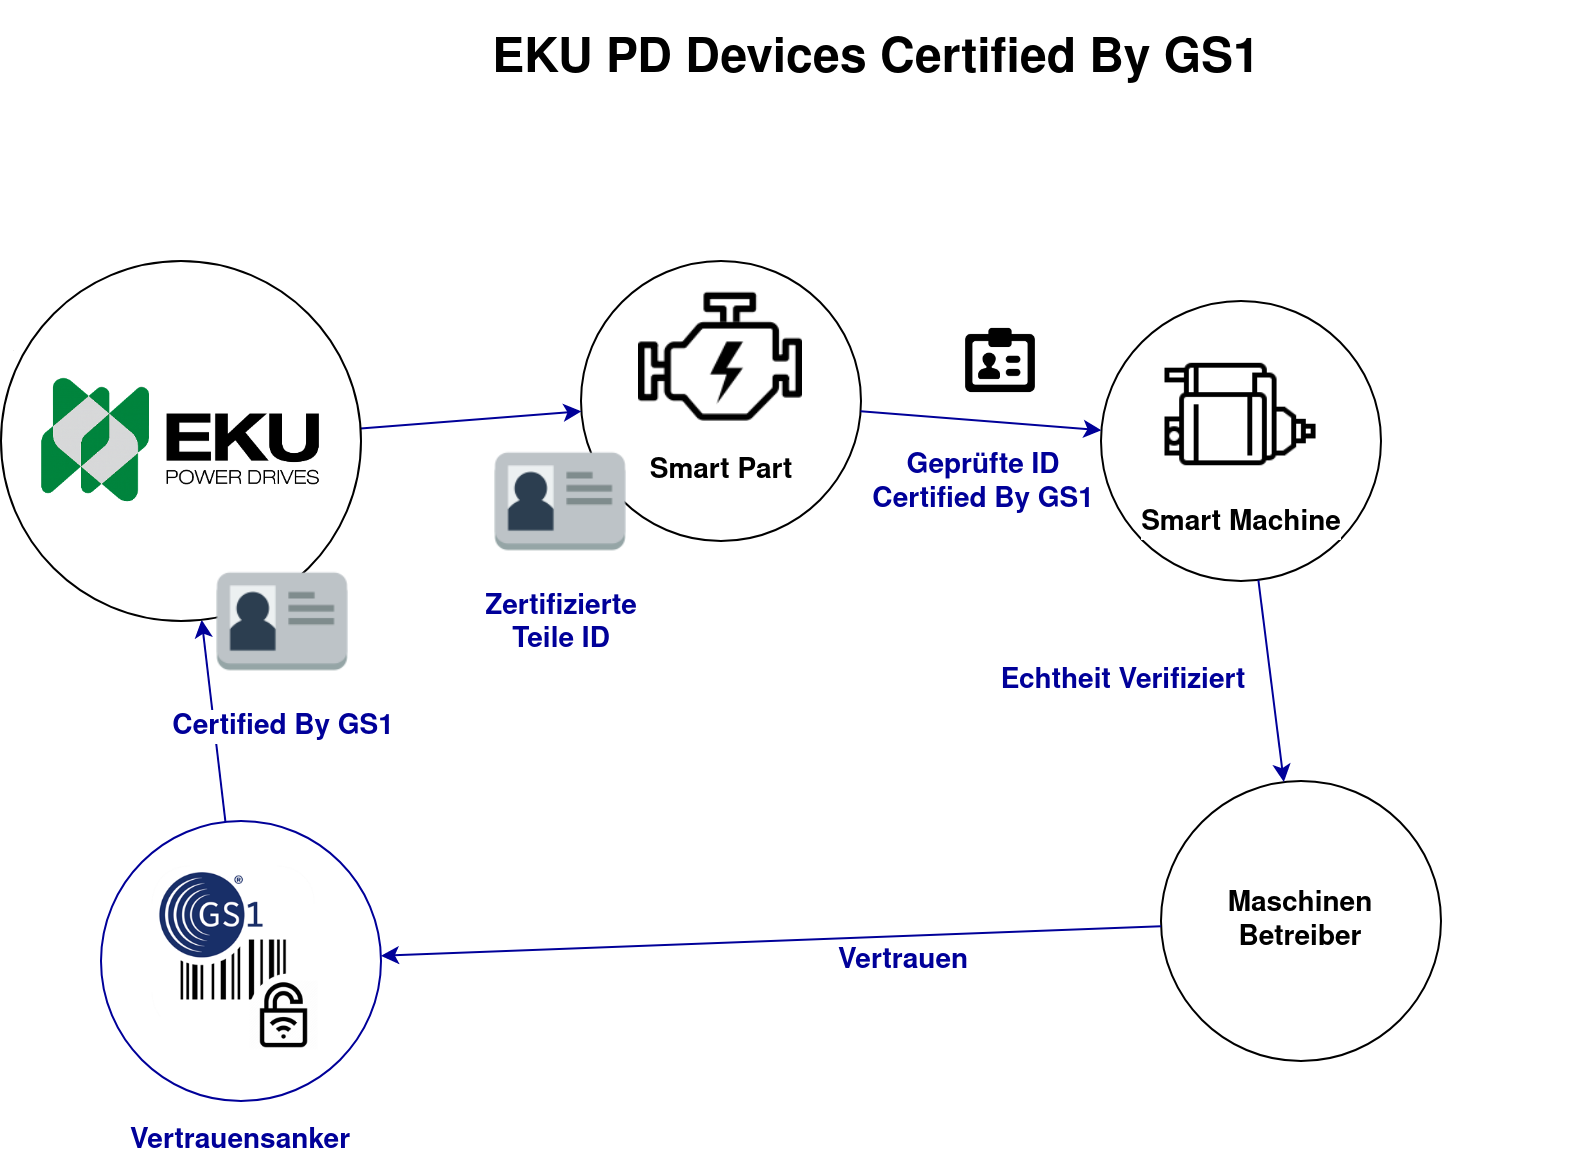 EKU PD Devices Certified By GS1
EKU
POWER DRIVES
Smart Part
Geprüfte ID
Certified By GS1
Smart Machine
Zertifizierte
Teile ID
Echtheit Verifiziert
Certified By GS1
GS1
®
Maschinen
Betreiber
Vertrauen
Vertrauensanker